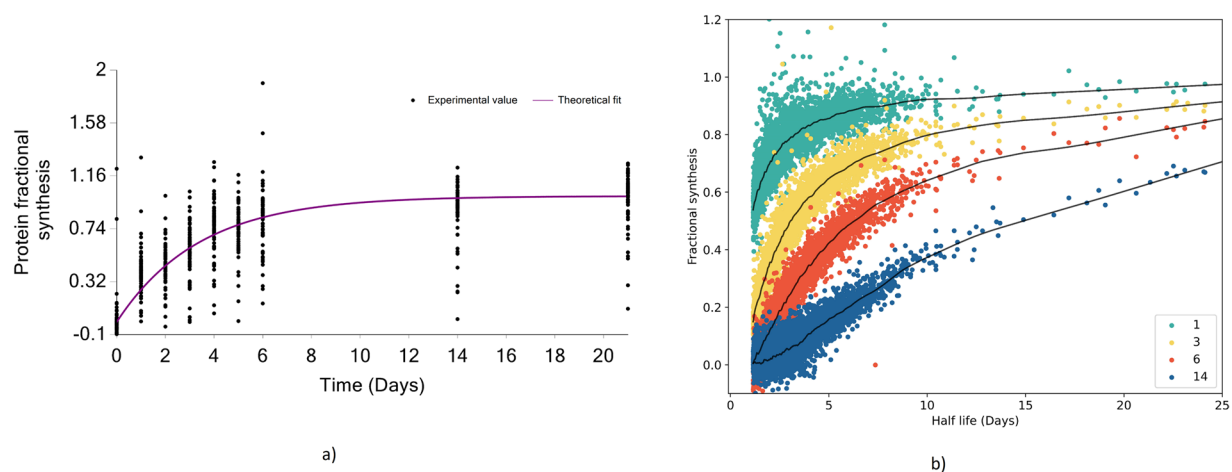 2
1.58
1.16
0.74
0.32
-0.1
Protein fractional
synthesis
Experimental value
Theoretical fit
0 2 4 6 8 10 12 14 16 18 20
Time (Days)
a)
1.2
1.0
0.8
0.6
0.4
0.2
0.0
Fractional synthesis
1
3
6
14
0 5 10 15 20 25
Half life (Days)
b)